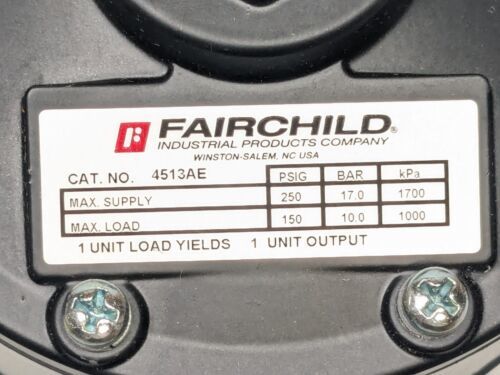 FAIRCHILD®
INDUSTRIAL PRODUCTS COMPANY
WINSTON-SALEM, NC USA
CAT. NO. 4513AE PSIG BAR kPa
MAX. SUPPLY 250 17.0 1700
MAX. LOAD 150 10.0 1000
1 UNIT LOAD YIELDS 1 UNIT OUTPUT